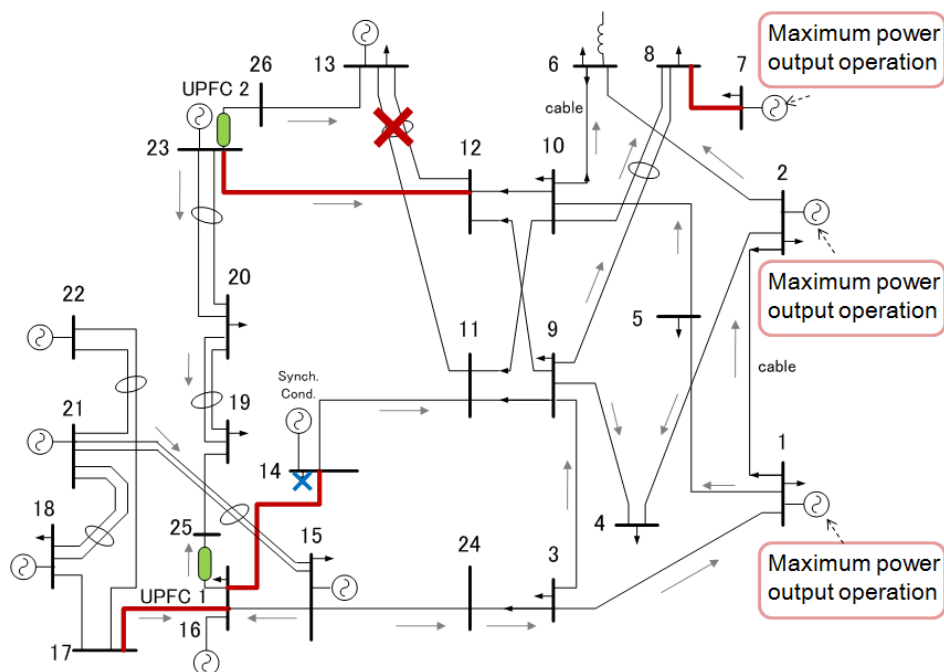 Maximum power
output operation
13
6
8
7
UPFC 2
26
cable
23
12
10
2
Maximum power
output operation
20
22
11
9
5
cable
Synch.
Cond.
21
19
14
1
18
25
15
24
4
3
Maximum power
output operation
UPFC 1
16
17